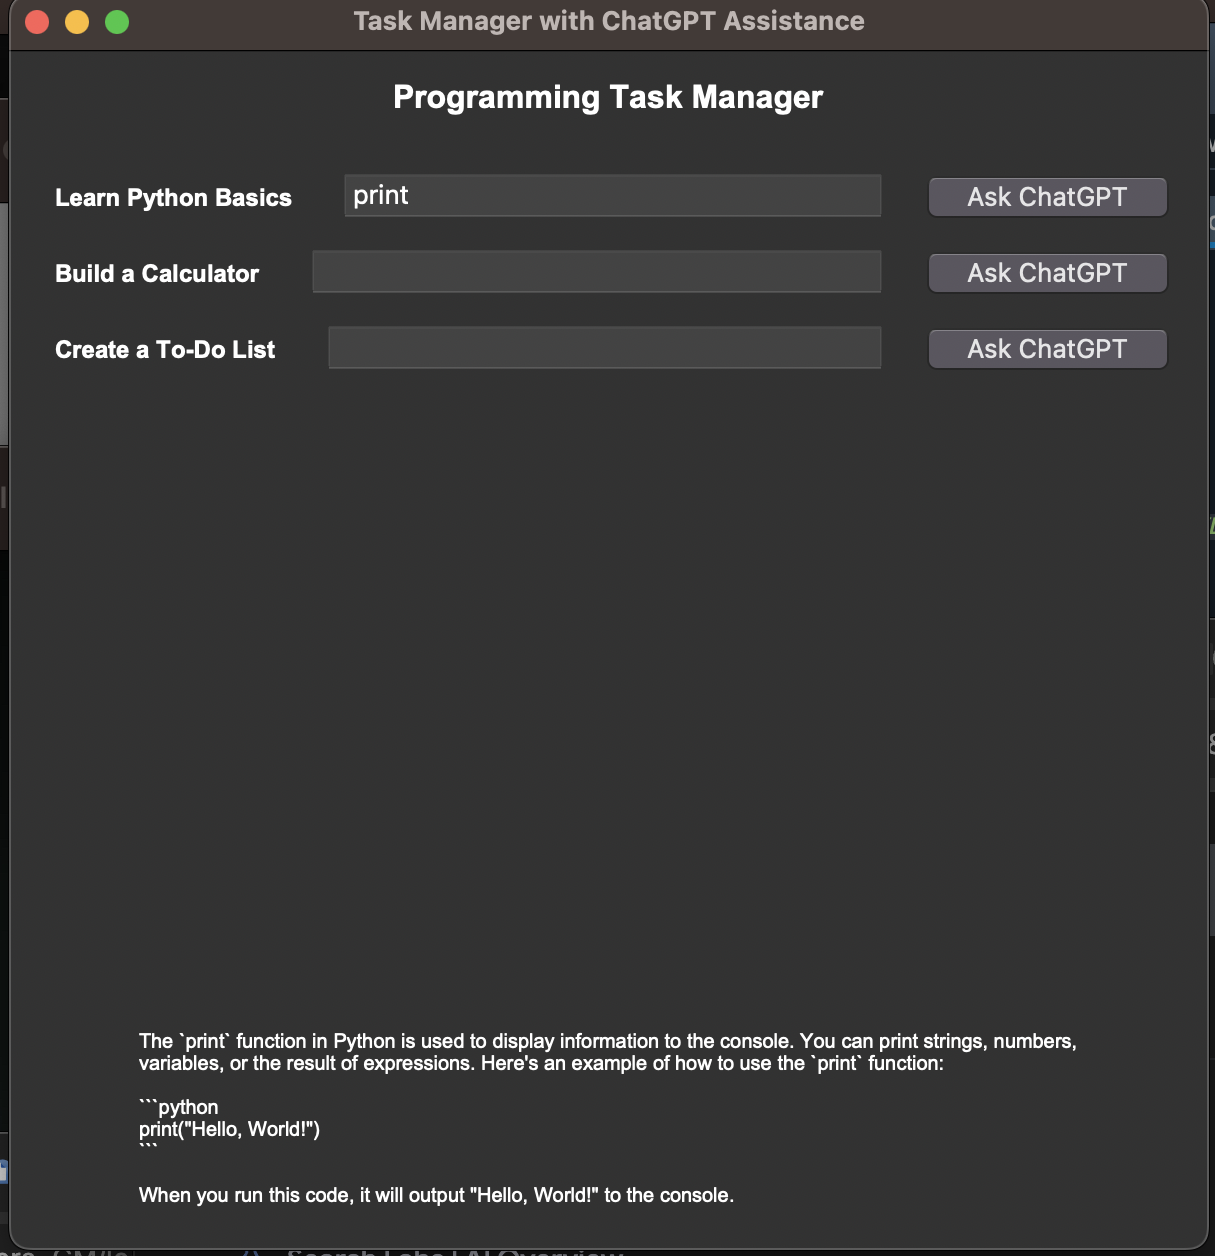 Task Manager with ChatGPT Assistance
Programming Task Manager
Learn Python Basics print Ask ChatGPT
Build a Calculator Ask ChatGPT
Create a To-Do List Ask ChatGPT
The `print` function in Python is used to display information to the console. You can print strings, numbers,
variables, or the result of expressions. Here's an example of how to use the `print` function:
```python
print("Hello, World!")
```
When you run this code, it will output "Hello, World!" to the console.